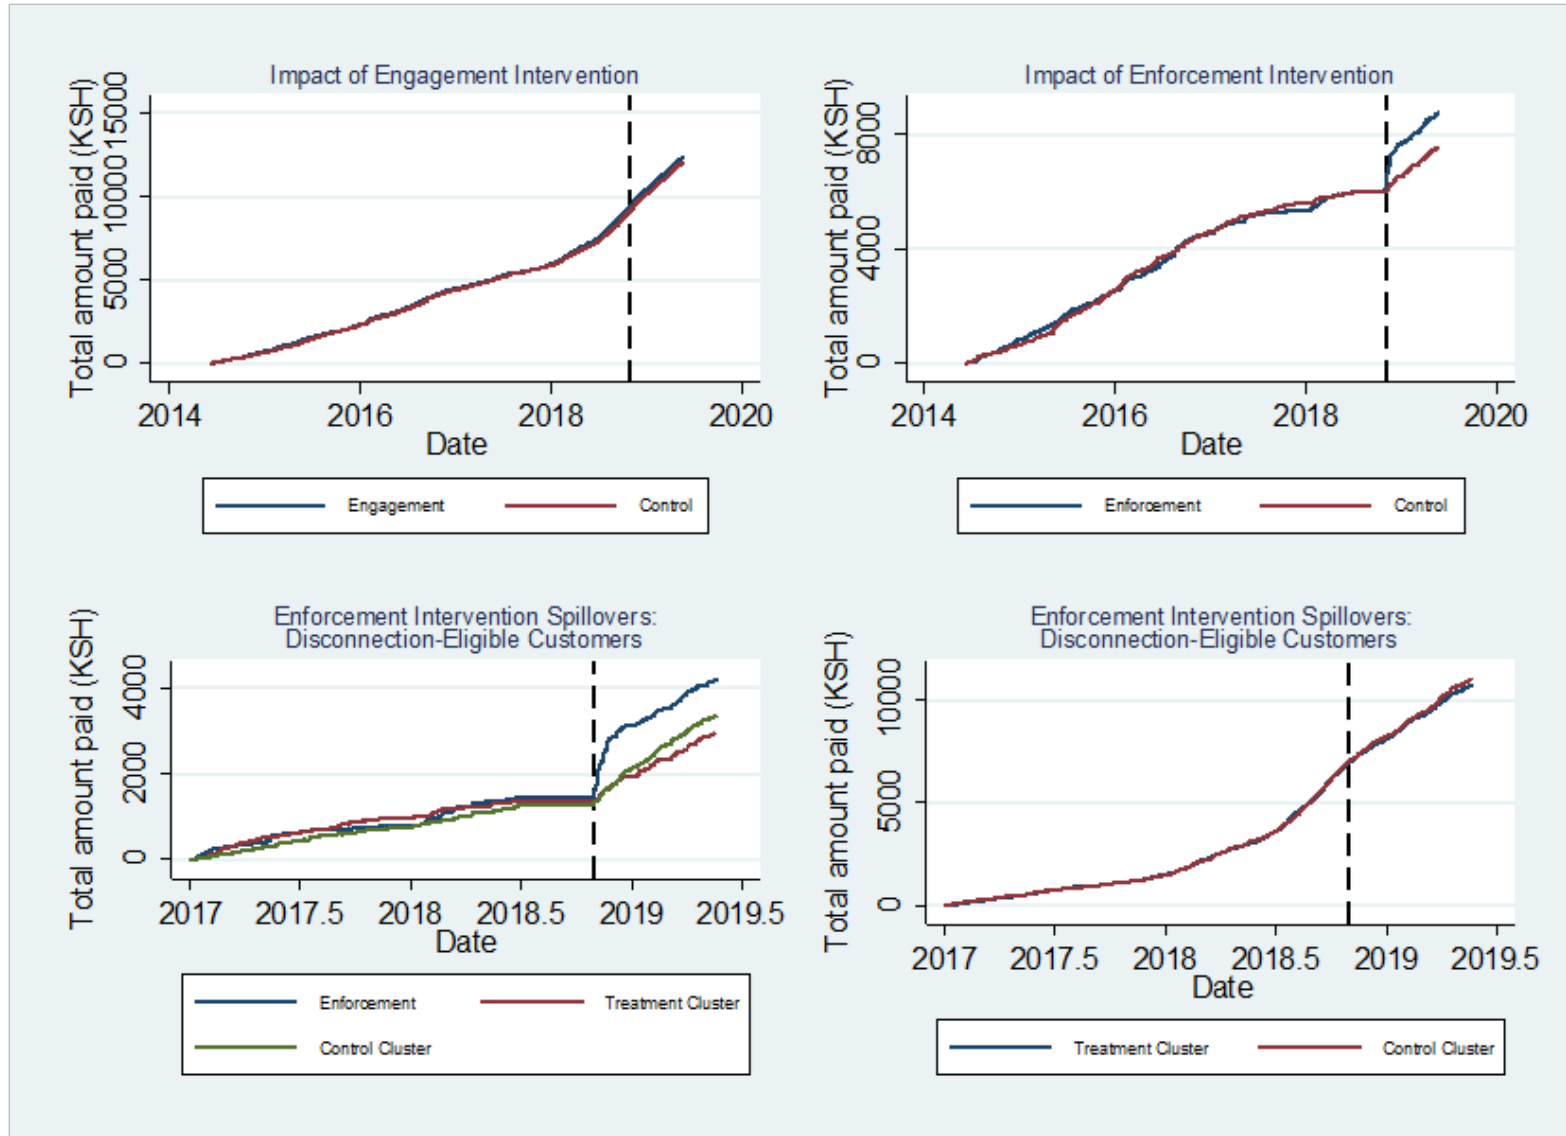 Impact of Engagement Intervention
Total amount paid (KSH)
15000
10000
5000
0
2014 2016 2018 2020
Date
Engagement Control
Impact of Enforcement Intervention
Total amount paid (KSH)
8000
4000
0
2014 2016 2018 2020
Date
Enforcement Control
Enforcement Intervention Spillovers:
Disconnection-Eligible Customers
Total amount paid (KSH)
4000
2000
0
2017 2017.5 2018 2018.5 2019 2019.5
Date
Enforcement Treatment Cluster
Control Cluster
Enforcement Intervention Spillovers:
Disconnection-Eligible Customers
Total amount paid (KSH)
10000
5000
0
2017 2017.5 2018 2018.5 2019 2019.5
Date
Treatment Cluster Control Cluster